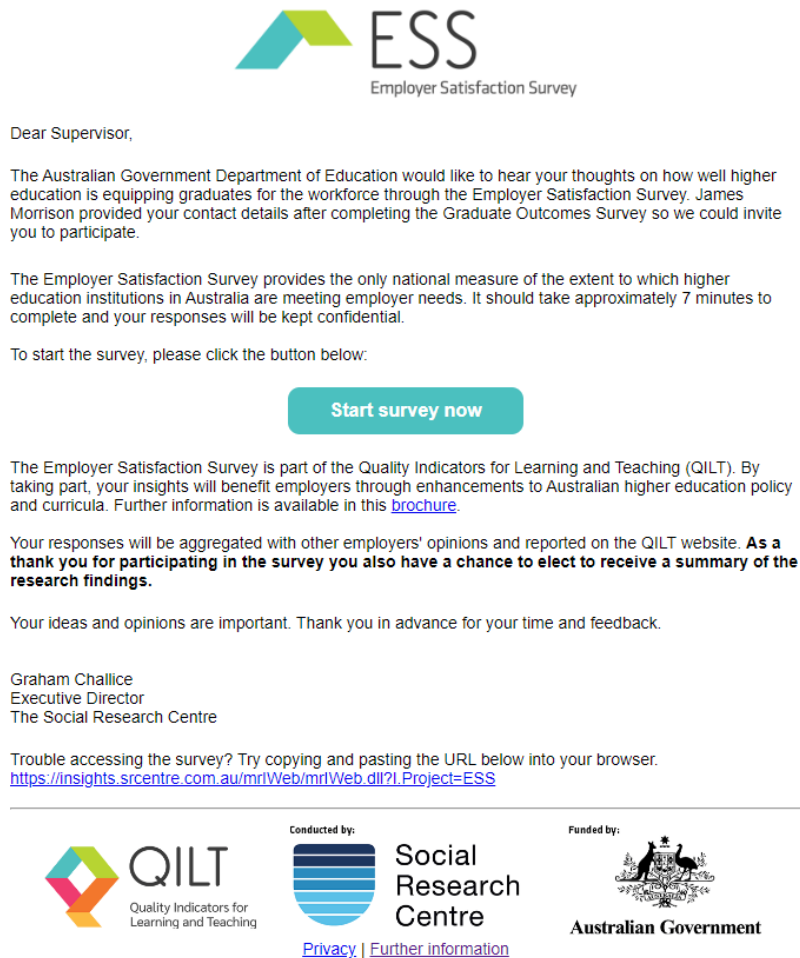 ESS
Employer Satisfaction Survey
Dear Supervisor,
The Australian Government Department of Education would like to hear your thoughts on how well higher
education is equipping graduates for the workforce through the Employer Satisfaction Survey. James
Morrison provided your contact details after completing the Graduate Outcomes Survey so we could invite
you to participate.
The Employer Satisfaction Survey provides the only national measure of the extent to which higher
education institutions in Australia are meeting employer needs. It should take approximately 7 minutes to
complete and your responses will be kept confidential.
To start the survey, please click the button below:
Start survey now
The Employer Satisfaction Survey is part of the Quality Indicators for Learning and Teaching (QILT). By
taking part, your insights will benefit employers through enhancements to Australian higher education policy
and curricula. Further information is available in this brochure.
Your responses will be aggregated with other employers' opinions and reported on the QILT website. As a
thank you for participating in the survey you also have a chance to elect to receive a summary of the
research findings.
Your ideas and opinions are important. Thank you in advance for your time and feedback.
Graham Challice
Executive Director
The Social Research Centre
Trouble accessing the survey? Try copying and pasting the URL below into your browser.
https://insights.srcentre.com.au/mrIWeb/mrIWeb.dll?I.Project=ESS
QILT
Quality Indicators for
Learning and Teaching
Conducted by:
Social
Research
Centre
Funded by:
Australian Government
Privacy | Further information